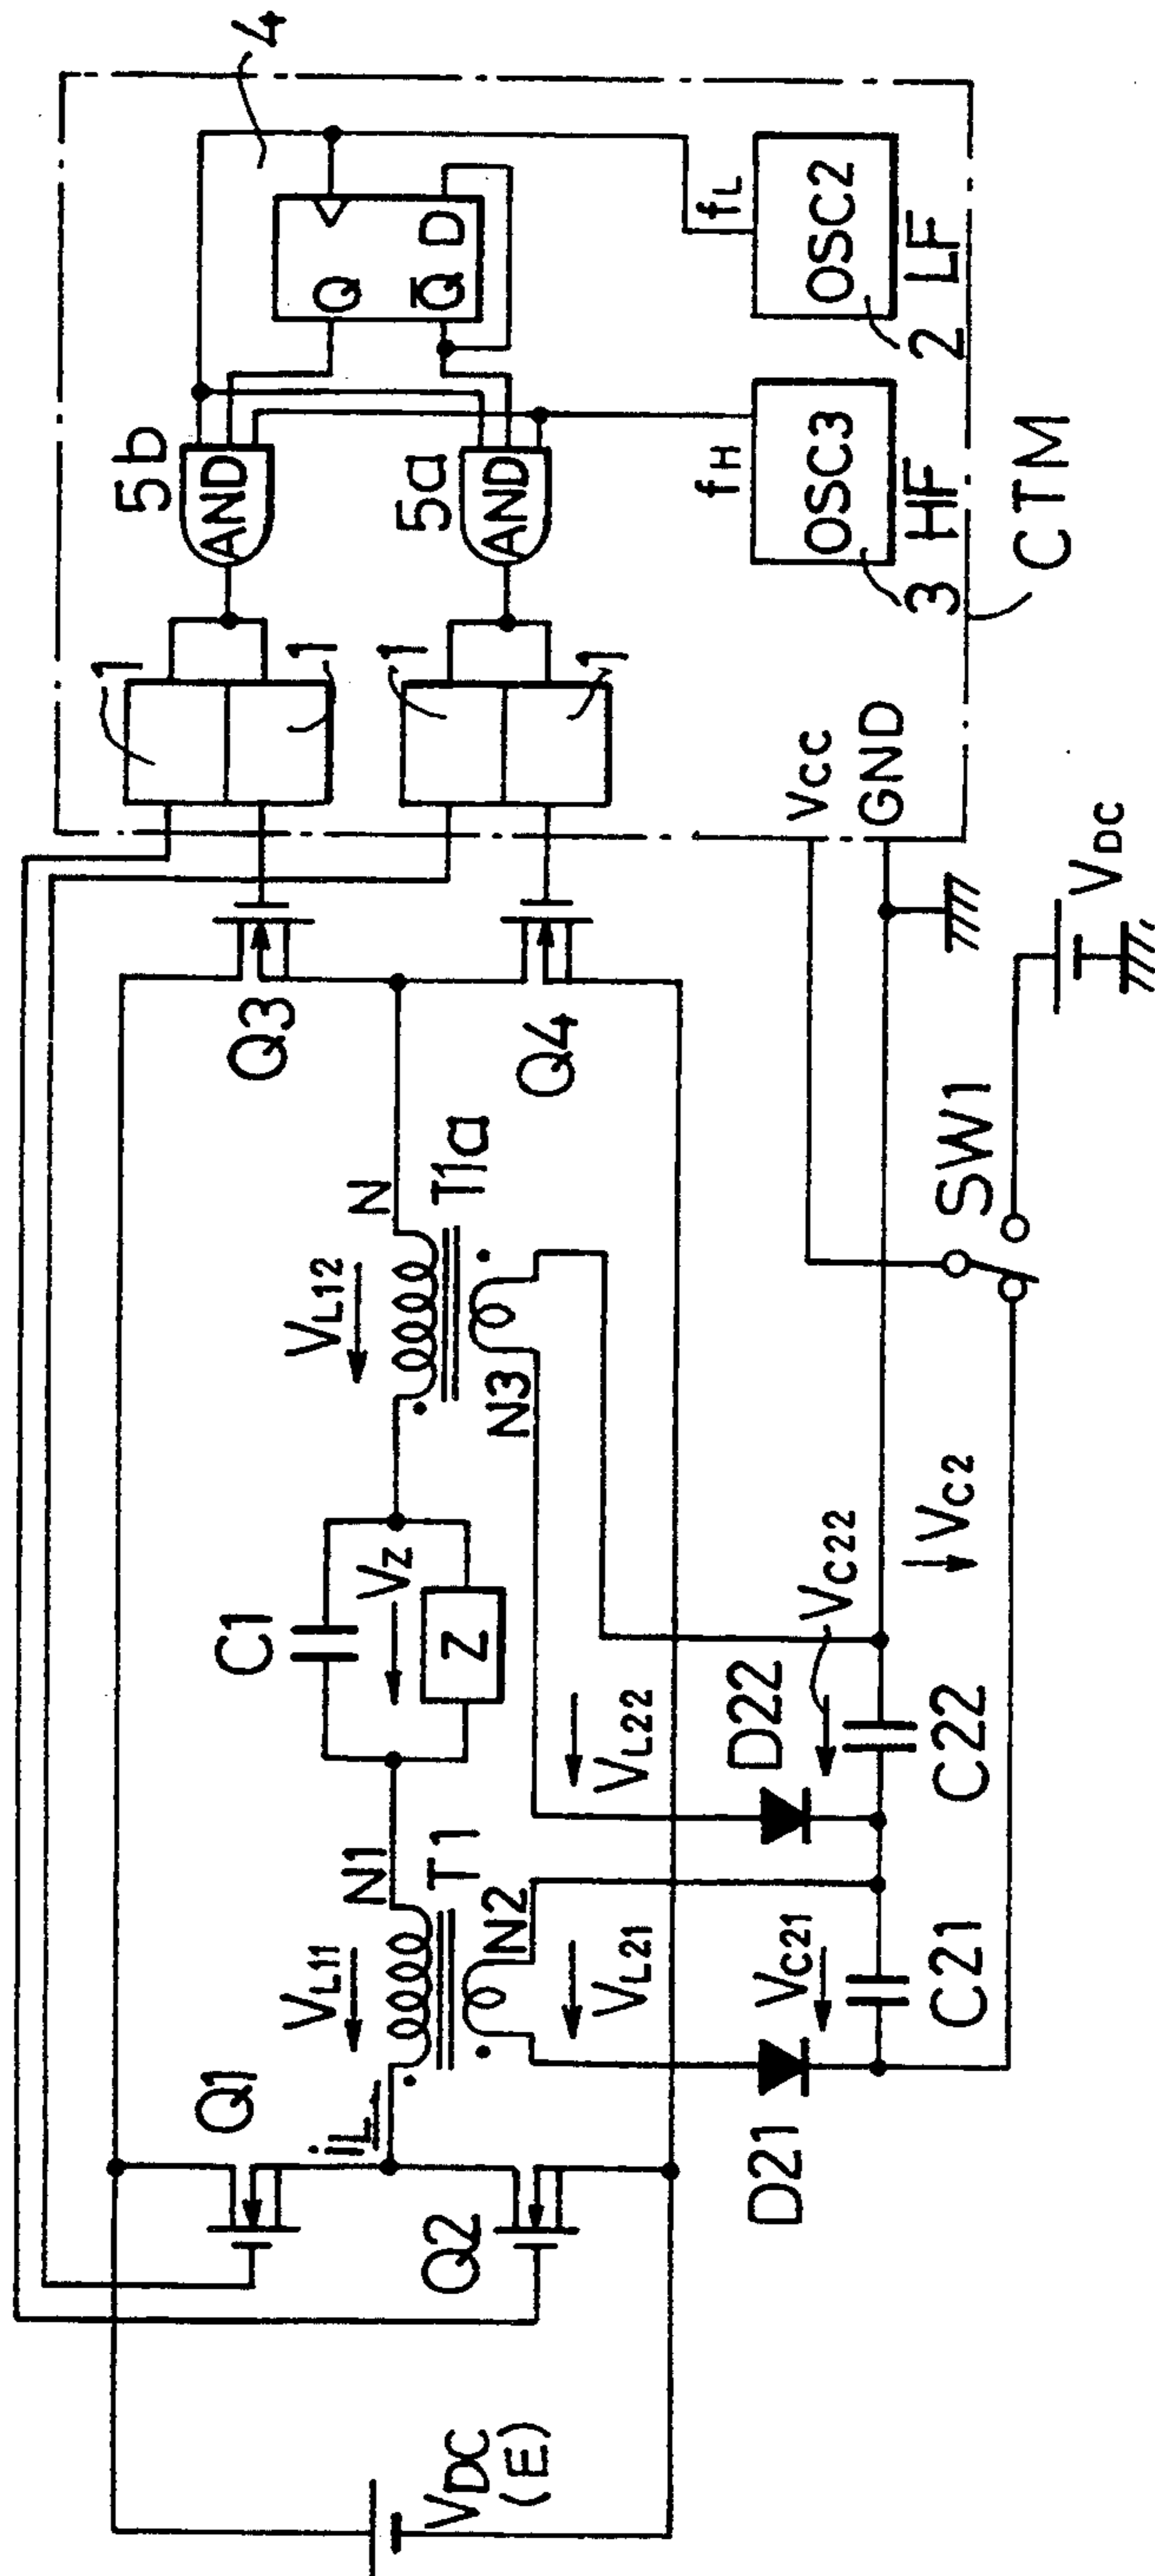 4
5b
AND
Q
Q̅
D
5a
AND
fH
fL
OSC3
OSC2
3
HF
2
LF
CTM
1
1
1
1
VCC
GND
VDC
Q3
Q4
SW1
N
T1a
VL12
N3
C1
VZ
Z
N1
T1
VL11
N2
VL22
VL21
D22
VC22
VC2
C22
VC21
C21
D21
Q1
iL
Q2
VDC
(E)